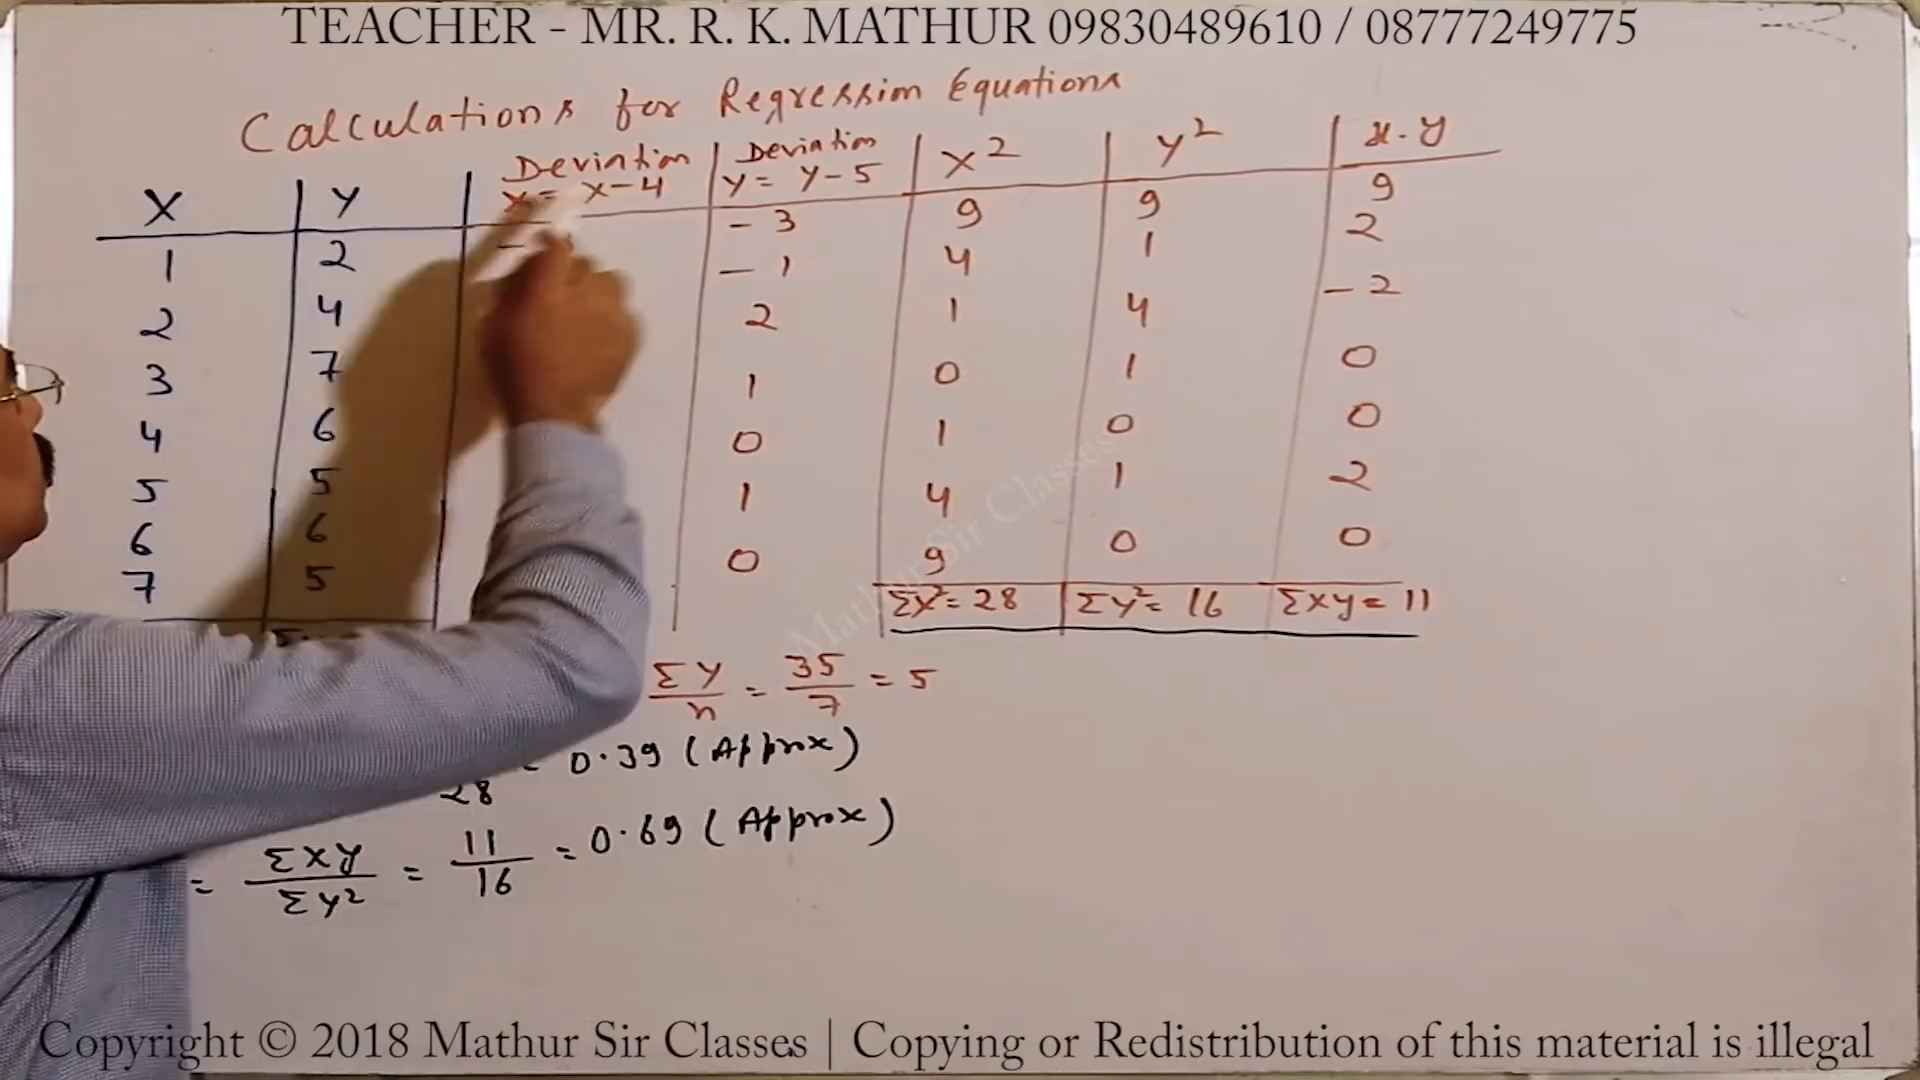 TEACHER - MR. R. K. MATHUR 09830489610 / 08777249775
Calculations for Regression Equations
X Y Deviation x = X-4 Deviation y = Y-5 x² y² x.y
1 2 - -3 9 9 9
2 4 -1 4 1 2
3 7 2 1 4 -2
4 6 1 0 1 0
5 5 0 1 0 0
6 6 1 4 1 2
7 5 0 9 0 0
Σx²= 28 Σy²= 16 Σxy= 11
ΣY/n = 35/7 = 5
28 = 0.39 (Approx)
= Σxy/Σy² = 11/16 = 0.69 (Approx)
Mathur Sir Classes
Copyright © 2018 Mathur Sir Classes | Copying or Redistribution of this material is illegal